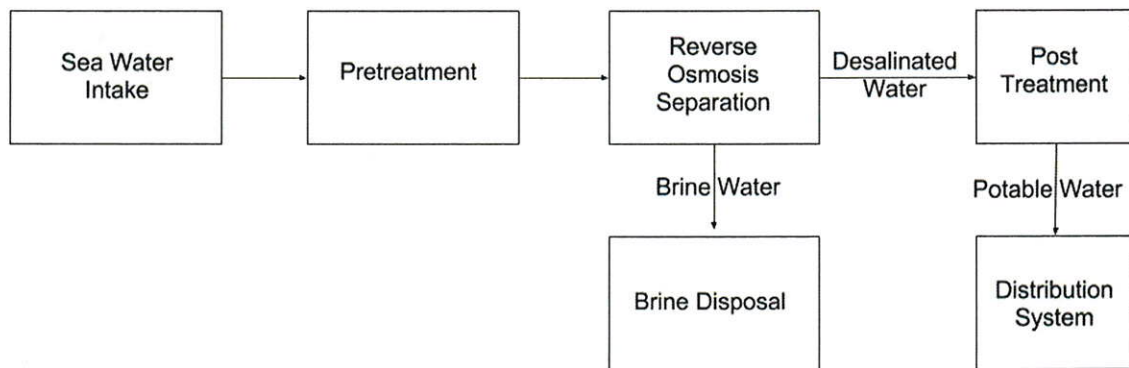 Sea Water
Intake
Pretreatment
Reverse
Osmosis
Separation
Desalinated
Water
Post
Treatment
Brine Water
Potable Water
Brine Disposal
Distribution
System